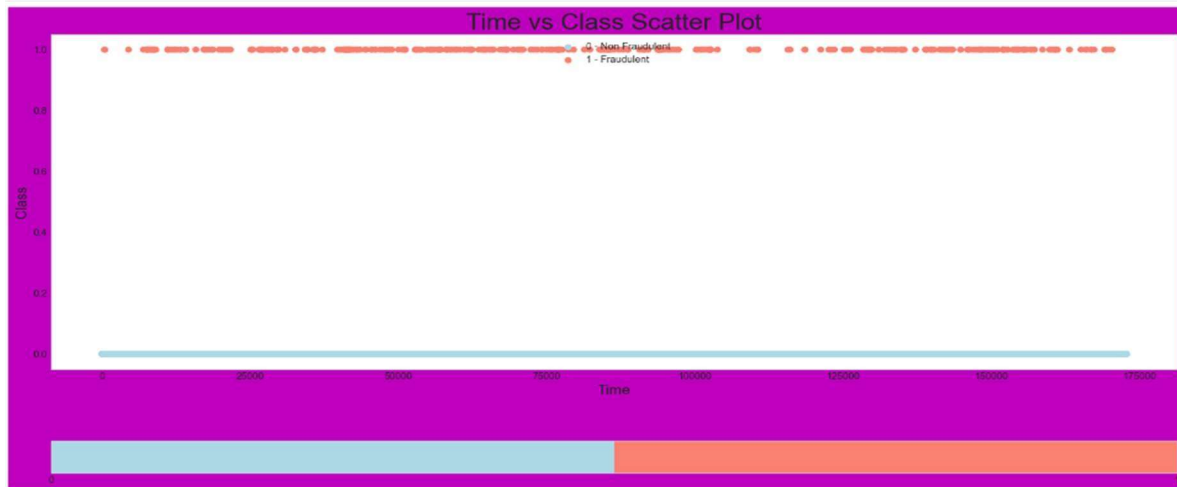 Time vs Class Scatter Plot
1.0
0 - Non Fraudulent
1 - Fraudulent
0.8
0.6
Class
0.4
0.2
0.0
0 25000 50000 75000 100000 125000 150000 175000
Time
0